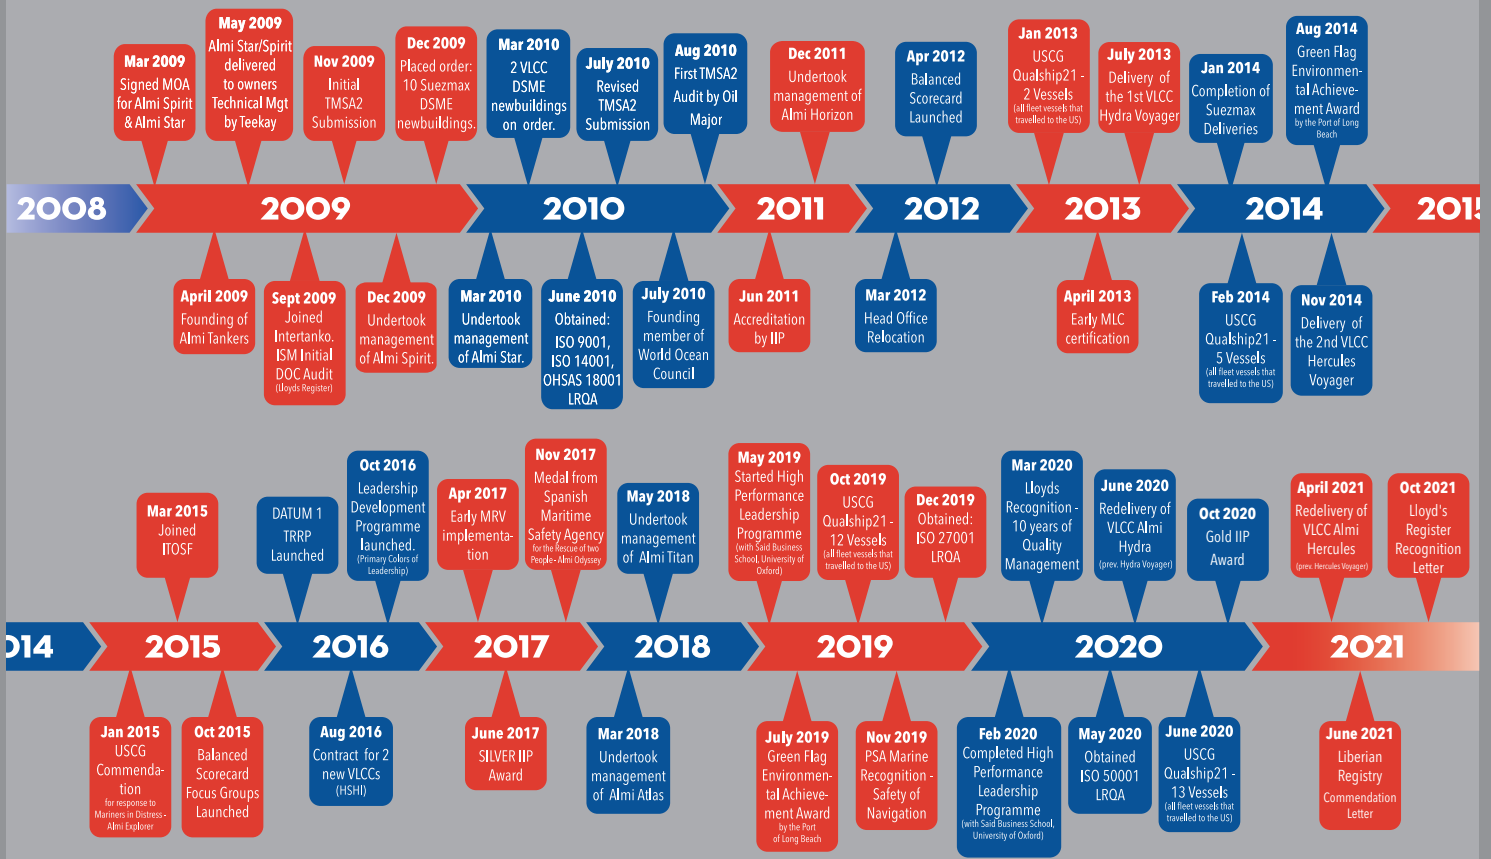 Mar 2009
Signed MOA
for Almi Spirit
& Almi Star
May 2009
Almi Star/Spirit
delivered
to owners
Technical Mgt
by Teekay
Nov 2009
Initial
TMSA2
Submission
Dec 2009
Placed order:
10 Suezmax
DSME
newbuildings.
Mar 2010
2 VLCC
DSME
newbuildings
on order.
July 2010
Revised
TMSA2
Submission
Aug 2010
First TMSA2
Audit by Oil
Major
Dec 2011
Undertook
management of
Almi Horizon
Apr 2012
Balanced
Scorecard
Launched
Jan 2013
USCG
Qualship21 -
2 Vessels
(all fleet vessels that
travelled to the US)
July 2013
Delivery of
the 1st VLCC
Hydra Voyager
Jan 2014
Completion of
Suezmax
Deliveries
Aug 2014
Green Flag
Environmen-
tal Achieve-
ment Award
by the Port of Long
Beach
2008
2009
2010
2011
2012
2013
2014
2015
April 2009
Founding of
Almi Tankers
Sept 2009
Joined
Intertanko.
ISM Initial
DOC Audit
(Lloyds Register)
Dec 2009
Undertook
management
of Almi Spirit.
Mar 2010
Undertook
management
of Almi Star.
June 2010
Obtained:
ISO 9001,
ISO 14001,
OHSAS 18001
LRQA
July 2010
Founding
member of
World Ocean
Council
Jun 2011
Accreditation
by IIP
Mar 2012
Head Office
Relocation
April 2013
Early MLC
certification
Feb 2014
USCG
Qualship21 -
5 Vessels
(all fleet vessels that
travelled to the US)
Nov 2014
Delivery of
the 2nd VLCC
Hercules
Voyager
Mar 2015
Joined
ITOSF
DATUM 1
TRRP
Launched
Oct 2016
Leadership
Development
Programme
launched.
(Primary Colors of
Leadership)
Apr 2017
Early MRV
implementa-
tion
Nov 2017
Medal from
Spanish
Maritime
Safety Agency
for the Rescue of two
People - Almi Odyssey
May 2018
Undertook
management
of Almi Titan
May 2019
Started High
Performance
Leadership
Programme
(with Said Business
School, University of
Oxford)
Oct 2019
USCG
Qualship21 -
12 Vessels
(all fleet vessels that
travelled to the US)
Dec 2019
Obtained:
ISO 27001
LRQA
Mar 2020
Lloyds
Recognition -
10 years of
Quality
Management
June 2020
Redelivery of
VLCC Almi
Hydra
(prev. Hydra Voyager)
Oct 2020
Gold IIP
Award
April 2021
Redelivery of
VLCC Almi
Hercules
(prev. Hercules Voyager)
Oct 2021
Lloyd's
Register
Recognition
Letter
014
2015
2016
2017
2018
2019
2020
2021
Jan 2015
USCG
Commenda-
tion
for response to
Mariners in Distress -
Almi Explorer
Oct 2015
Balanced
Scorecard
Focus Groups
Launched
Aug 2016
Contract for 2
new VLCCs
(HSHI)
June 2017
SILVER IIP
Award
Mar 2018
Undertook
management
of Almi Atlas
July 2019
Green Flag
Environmen-
tal Achieve-
ment Award
by the Port
of Long Beach
Nov 2019
PSA Marine
Recognition -
Safety of
Navigation
Feb 2020
Completed High
Performance
Leadership
Programme
(with Said Business School,
University of Oxford)
May 2020
Obtained
ISO 50001
LRQA
June 2020
USCG
Qualship21 -
13 Vessels
(all fleet vessels that
travelled to the US)
June 2021
Liberian
Registry
Commendation
Letter